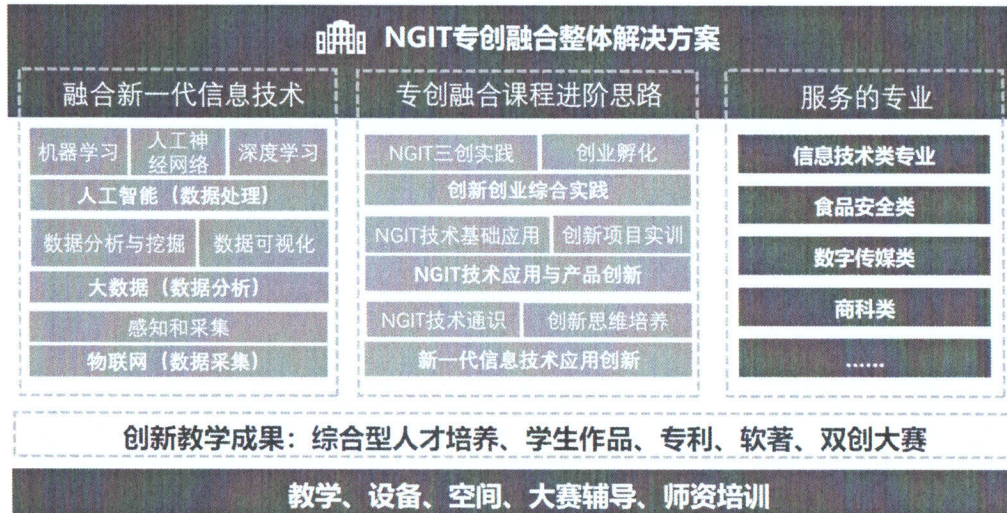 NGIT专创融合整体解决方案
融合新一代信息技术
机器学习
人工神
经网络
深度学习
人工智能（数据处理）
数据分析与挖掘
数据可视化
大数据（数据分析）
感知和采集
物联网（数据采集）
专创融合课程进阶思路
NGIT三创实践
创业孵化
创新创业综合实践
NGIT技术基础应用
创新项目实训
NGIT技术应用与产品创新
NGIT技术通识
创新思维培养
新一代信息技术应用创新
服务的专业
信息技术类专业
食品安全类
数字传媒类
商科类
......
创新教学成果：综合型人才培养、学生作品、专利、软著、双创大赛
教学、设备、空间、大赛辅导、师资培训